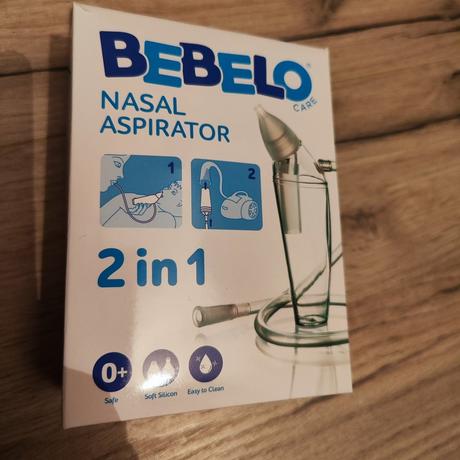 BEBELO
CARE
NASAL
ASPIRATOR
1
2
2 in 1
0+
Safe
Soft Silicon
Easy to Clean